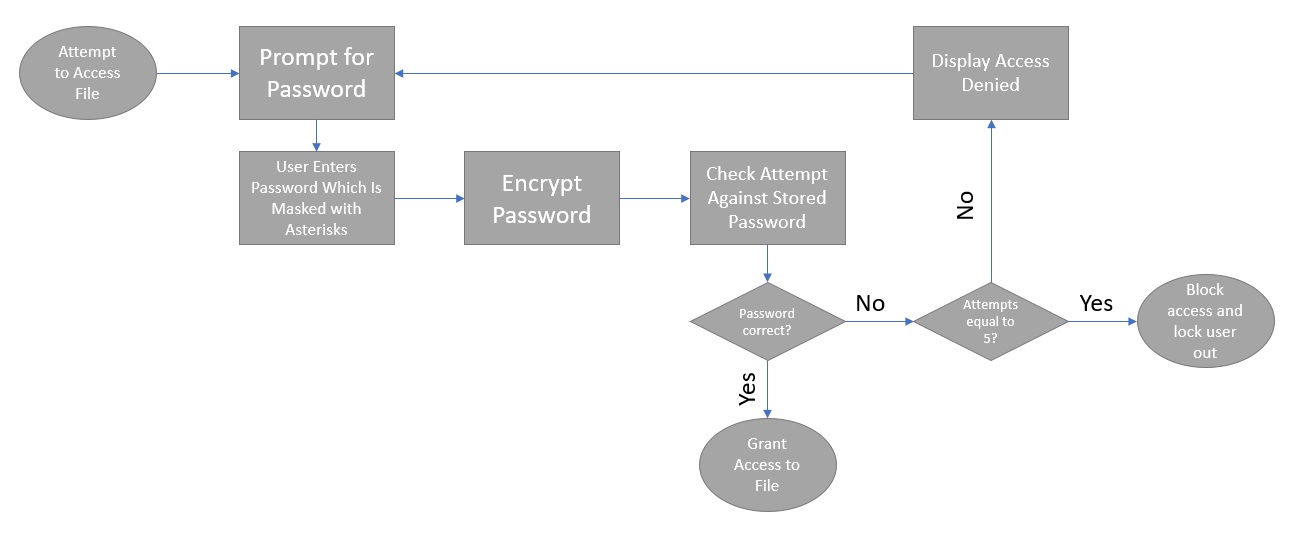 Attempt
to Access
File
Prompt for
Password
Display Access
Denied
User Enters
Password Which Is
Masked with
Asterisks
Encrypt
Password
Check Attempt
Against Stored
Password
No
Password
correct?
No
Attempts
equal to
5?
Yes
Block
access and
lock user
out
Yes
Grant
Access to
File